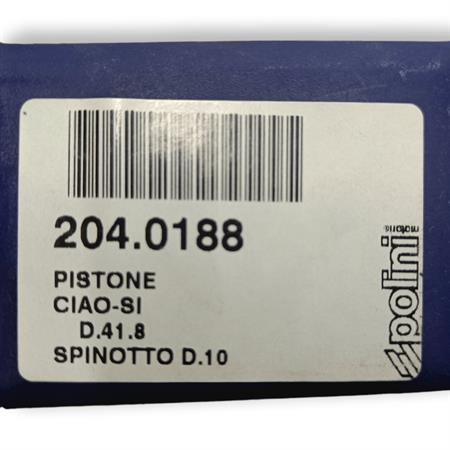 204.0188
PISTONE
CIAO-SI
D.41.8
SPINOTTO D.10
polini
motori